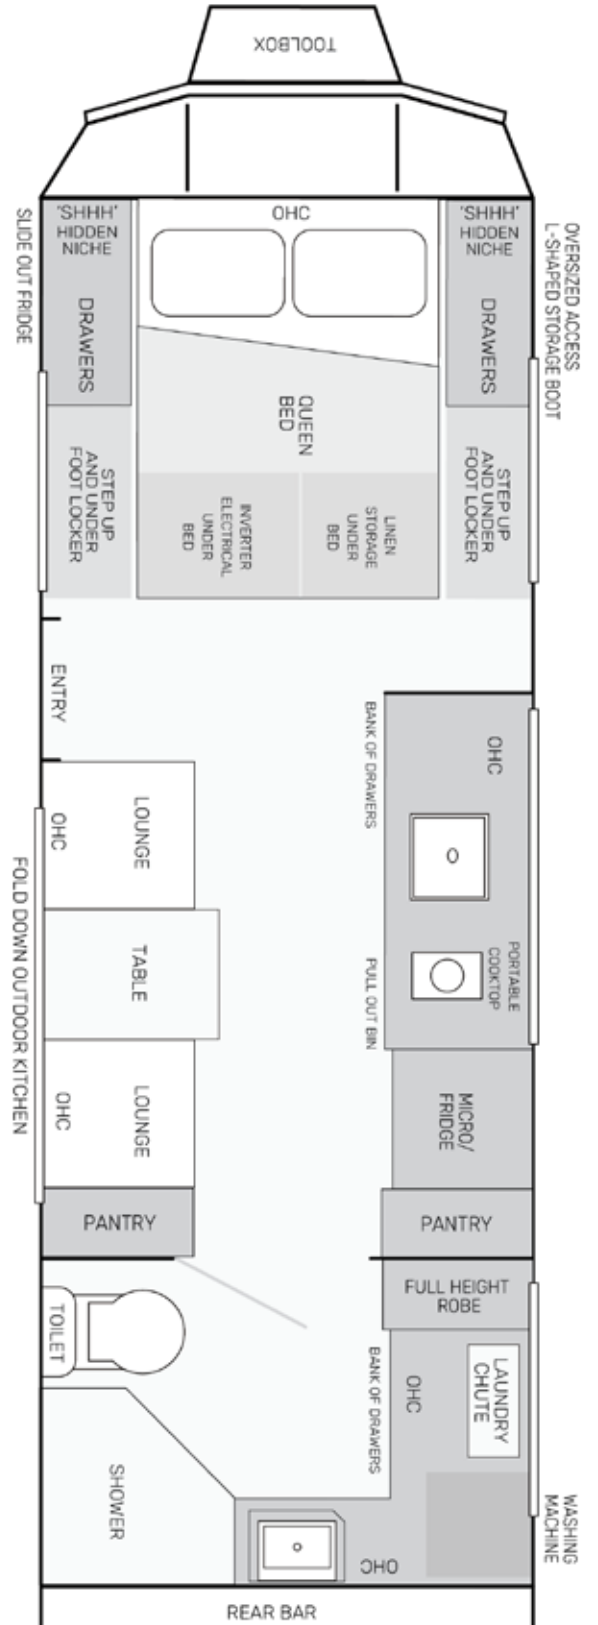 TOOLBOX
'SHHH'
HIDDEN
NICHE
OHC
'SHHH'
HIDDEN
NICHE
SLIDE OUT FRIDGE
OVERSIZED ACCESS
L-SHAPED STORAGE BOOT
DRAWERS
DRAWERS
QUEEN
BED
STEP UP
AND UNDER
FOOT LOCKER
INVERTER
ELECTRICAL
UNDER
BED
LINEN
STORAGE
UNDER
BED
STEP UP
AND UNDER
FOOT LOCKER
ENTRY
BANK OF DRAWERS
OHC
OHC
LOUNGE
FOLD DOWN OUTDOOR KITCHEN
TABLE
PULL OUT BIN
PORTABLE
COOKTOP
OHC
LOUNGE
MICRO/
FRIDGE
PANTRY
PANTRY
FULL HEIGHT
ROBE
TOILET
BANK OF DRAWERS
OHC
LAUNDRY
CHUTE
SHOWER
WASHING
MACHINE
OHC
REAR BAR